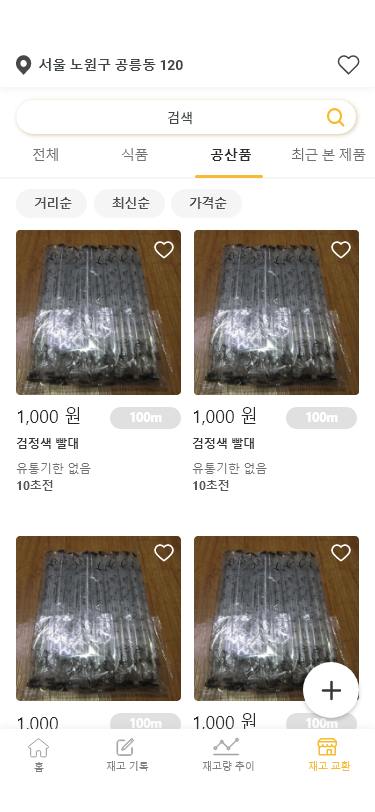 서울 노원구 공릉동 120
검색
전체 식품 공산품 최근 본 제품
거리순 최신순 가격순
1,000 원 100m 1,000 원 100m
검정색 빨대 검정색 빨대
유통기한 없음 유통기한 없음
10초전 10초전
1,000 100m 1,000 원 100m
홈 재고 기록 재고량 추이 재고 교환